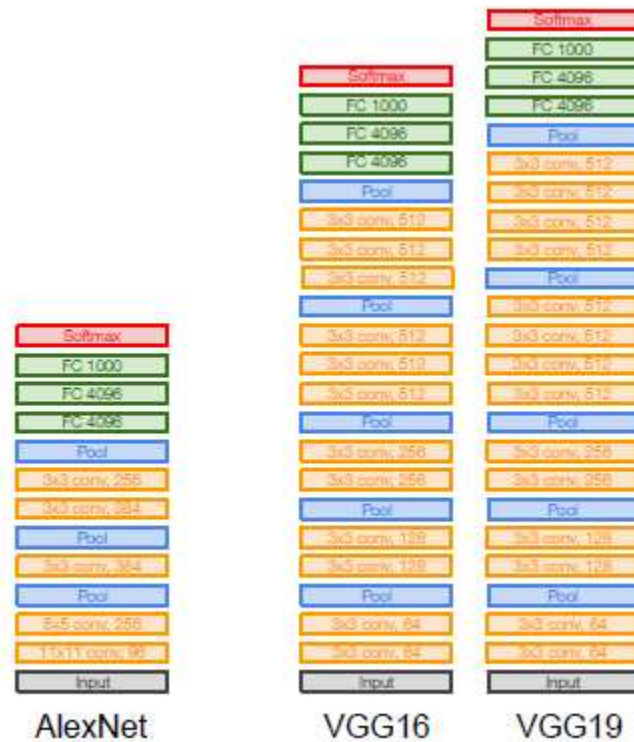 Softmax
FC 1000
FC 4096
FC 4096
Pool
3x3 conv, 256
3x3 conv, 384
Pool
3x3 conv, 384
Pool
5x5 conv, 256
11x11 conv, 96
Input
AlexNet
Softmax
FC 1000
FC 4096
FC 4096
Pool
3x3 conv, 512
3x3 conv, 512
3x3 conv, 512
Pool
3x3 conv, 512
3x3 conv, 512
3x3 conv, 512
Pool
3x3 conv, 256
3x3 conv, 256
Pool
3x3 conv, 128
3x3 conv, 128
Pool
3x3 conv, 64
3x3 conv, 64
Input
VGG16
Softmax
FC 1000
FC 4096
FC 4096
Pool
3x3 conv, 512
3x3 conv, 512
3x3 conv, 512
3x3 conv, 512
Pool
3x3 conv, 512
3x3 conv, 512
3x3 conv, 512
3x3 conv, 512
Pool
3x3 conv, 256
3x3 conv, 256
Pool
3x3 conv, 128
3x3 conv, 128
Pool
3x3 conv, 64
3x3 conv, 64
Input
VGG19